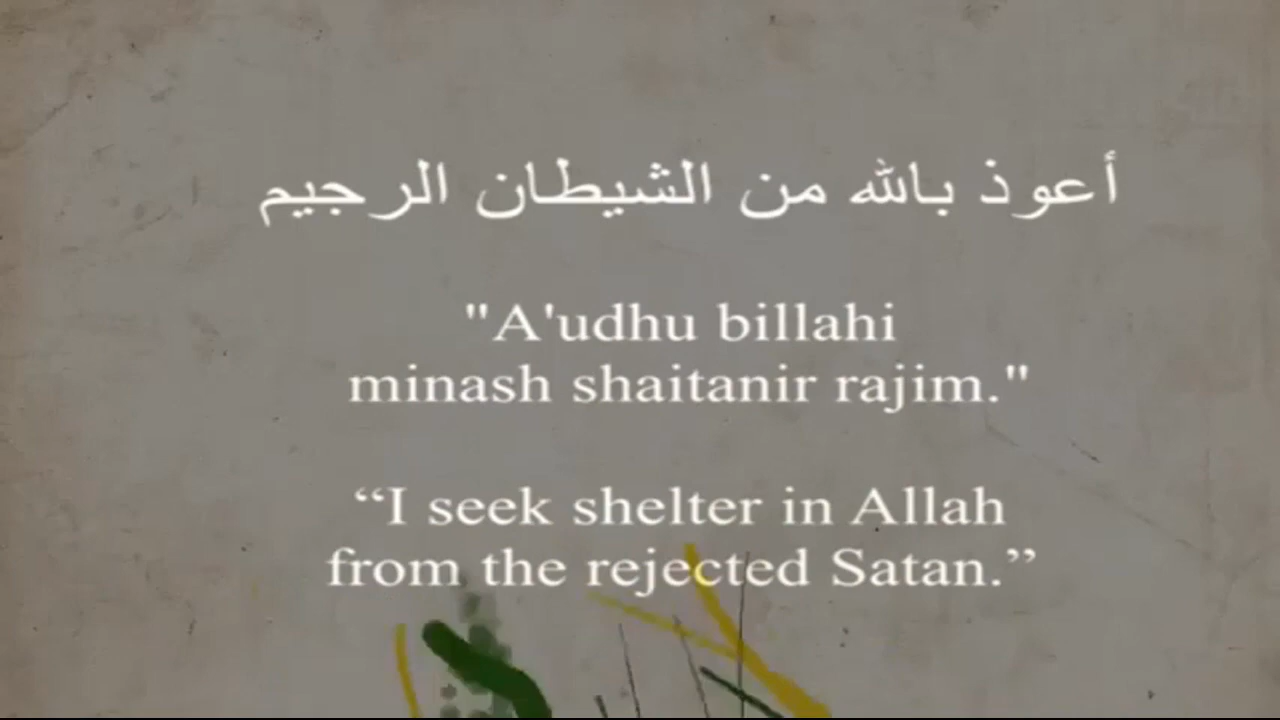 أعوذ بالله من الشيطان الرجيم
"A'udhu billahi
minash shaitanir rajim."
“I seek shelter in Allah
from the rejected Satan.”